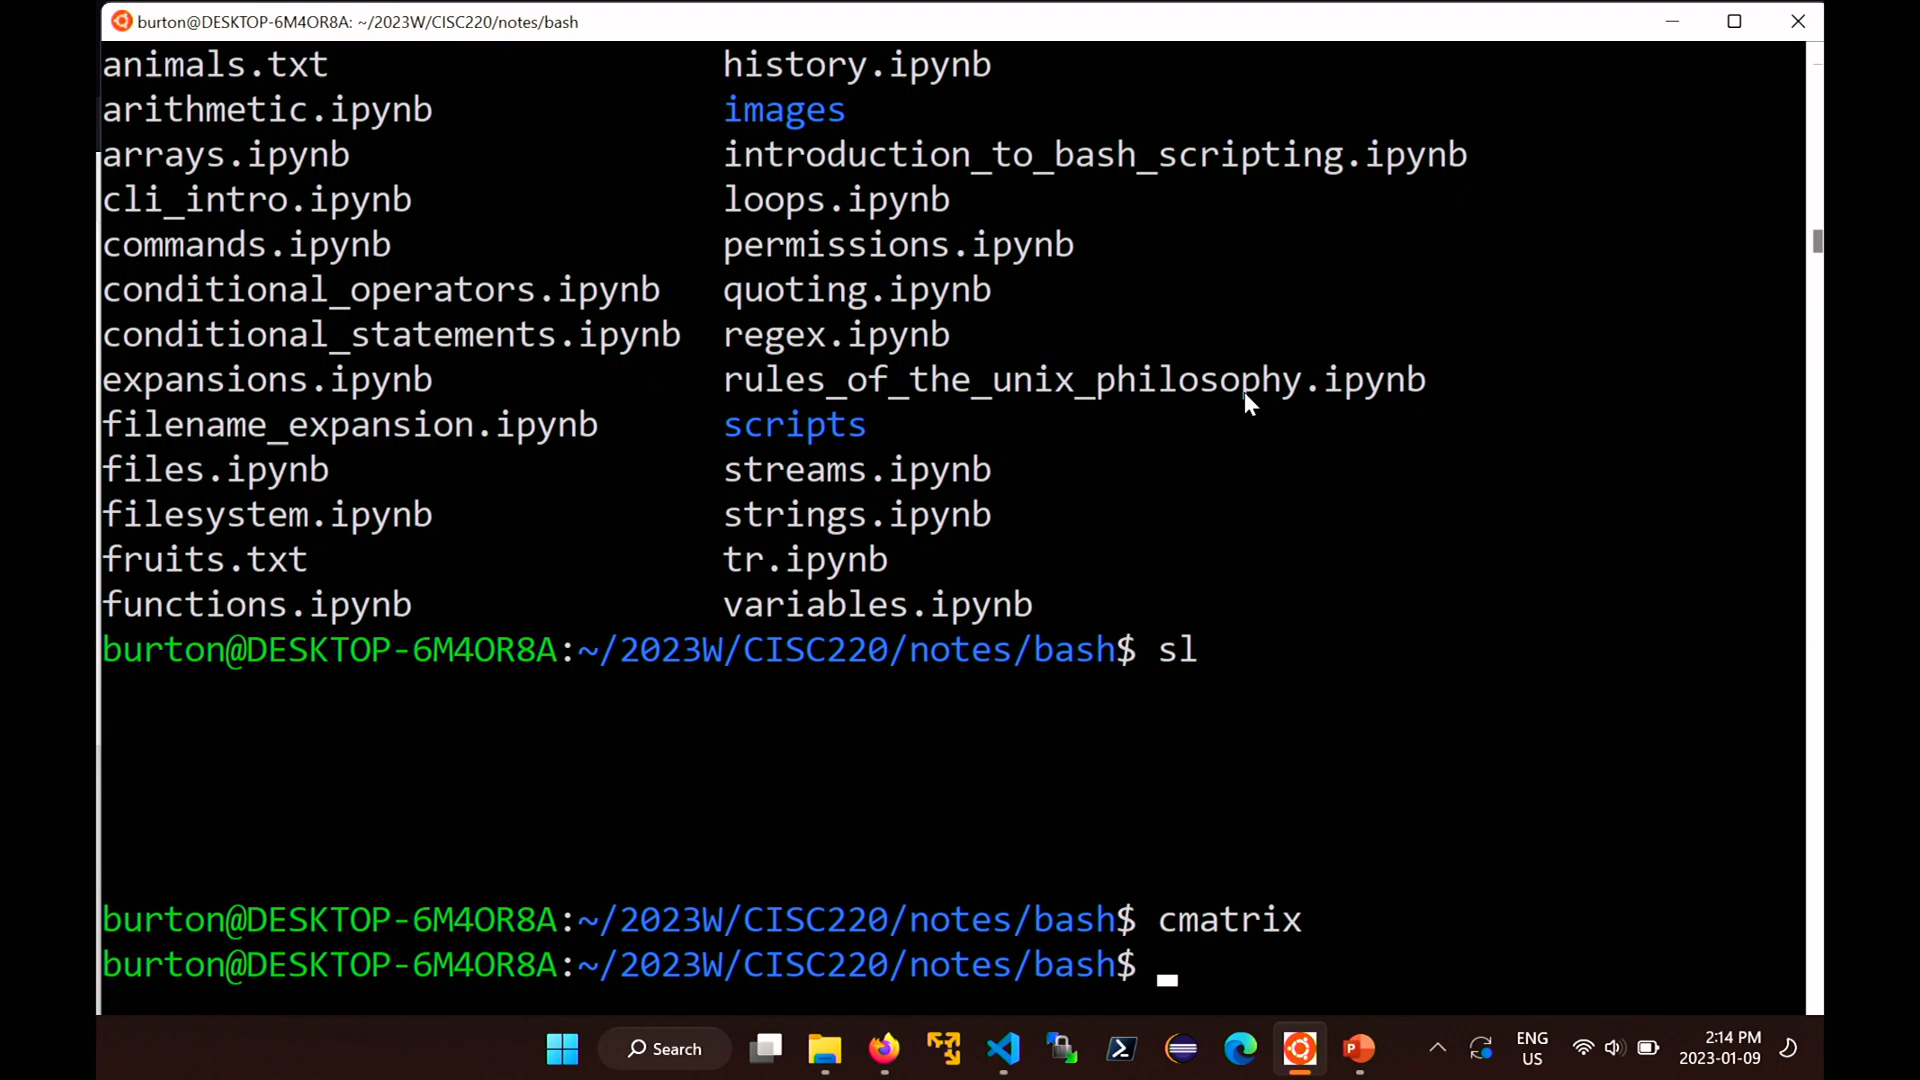 burton@DESKTOP-6M4OR8A: ~/2023W/CISC220/notes/bash
animals.txt history.ipynb
arithmetic.ipynb images
arrays.ipynb introduction_to_bash_scripting.ipynb
cli_intro.ipynb loops.ipynb
commands.ipynb permissions.ipynb
conditional_operators.ipynb quoting.ipynb
conditional_statements.ipynb regex.ipynb
expansions.ipynb rules_of_the_unix_philosophy.ipynb
filename_expansion.ipynb scripts
files.ipynb streams.ipynb
filesystem.ipynb strings.ipynb
fruits.txt tr.ipynb
functions.ipynb variables.ipynb
burton@DESKTOP-6M4OR8A:~/2023W/CISC220/notes/bash$ sl
burton@DESKTOP-6M4OR8A:~/2023W/CISC220/notes/bash$ cmatrix
burton@DESKTOP-6M4OR8A:~/2023W/CISC220/notes/bash$
Search
ENG
US
2:14 PM
2023-01-09